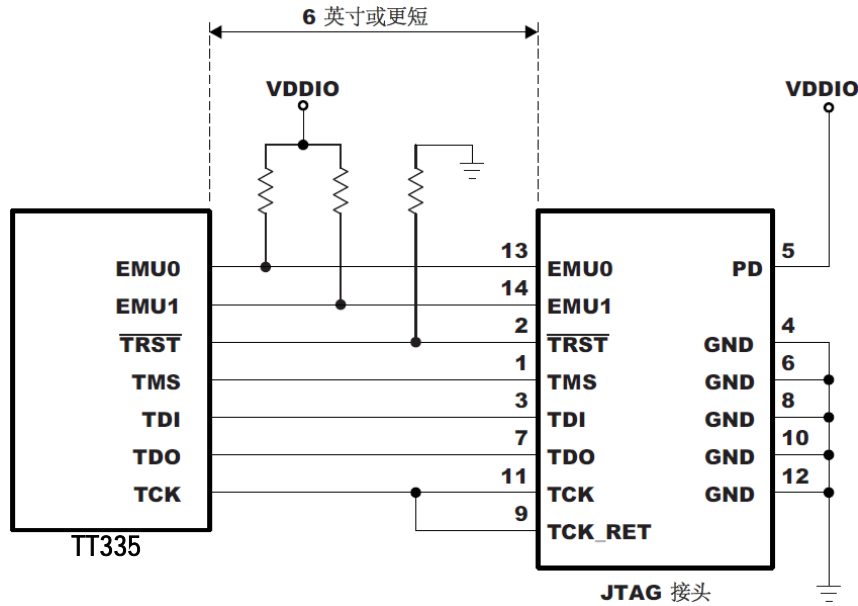 6 英寸或更短
VDDIO
VDDIO
13
5
EMU0
EMU0
PD
14
EMU1
EMU1
2
4
TRST
TRST
GND
1
6
TMS
TMS
GND
3
8
TDI
TDI
GND
7
10
TDO
TDO
GND
11
12
TCK
TCK
GND
9
TCK_RET
TT335
JTAG 接头